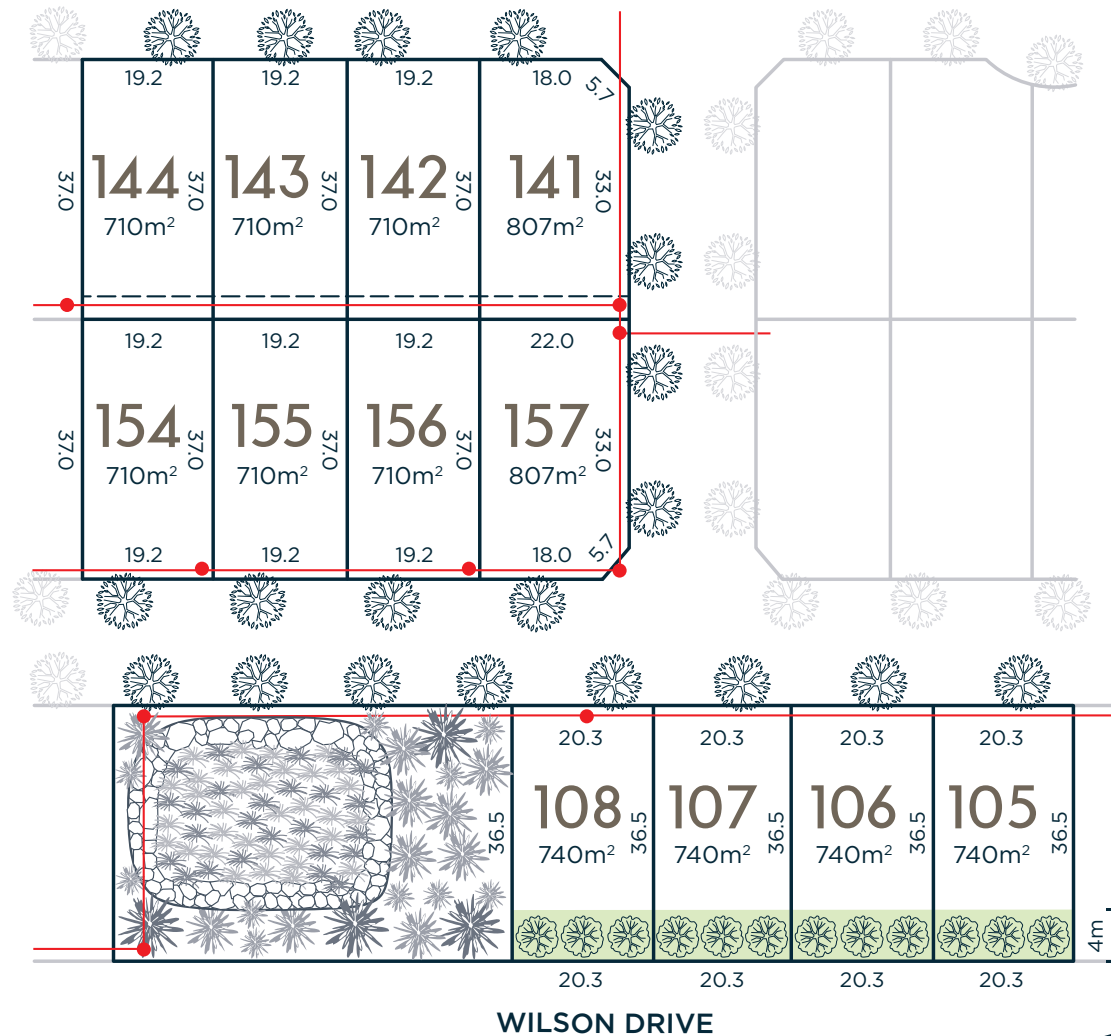 19.2 19.2 19.2 18.0 5.7
37.0 144 37.0 143 37.0 142 37.0 141 33.0
710m² 710m² 710m² 807m²
19.2 19.2 19.2 22.0
37.0 154 37.0 155 37.0 156 37.0 157 33.0
710m² 710m² 710m² 807m²
19.2 19.2 19.2 18.0 5.7
20.3 20.3 20.3 20.3
36.5 108 36.5 107 36.5 106 36.5 105 36.5
740m² 740m² 740m² 740m²
4m
20.3 20.3 20.3 20.3
WILSON DRIVE